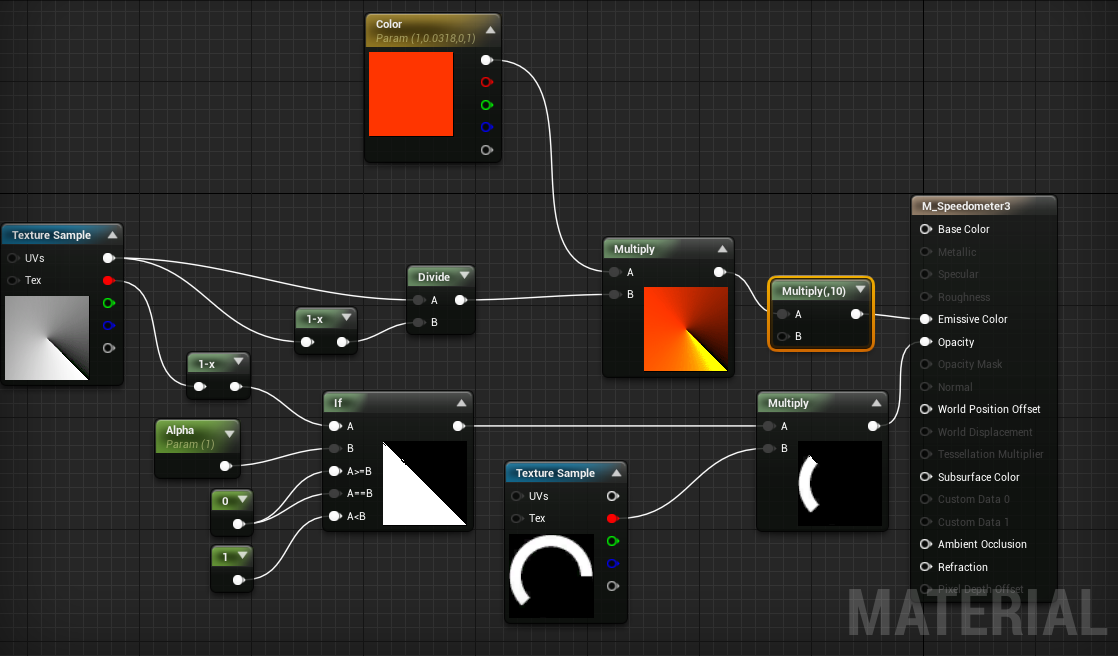 Color
Param (1,0.0318,0,1)
M_Speedometer3
Base Color
Metallic
Specular
Roughness
Emissive Color
Opacity
Opacity Mask
Normal
World Position Offset
World Displacement
Tessellation Multiplier
Subsurface Color
Custom Data 0
Custom Data 1
Ambient Occlusion
Refraction
Pixel Depth Offset
Texture Sample
UVs
Tex
Multiply
A
B
Divide
A
B
Multiply(,10)
A
B
1-x
1-x
If
A
B
A>=B
A==B
A<B
Multiply
A
B
Alpha
Param (1)
Texture Sample
UVs
Tex
0
1
MATERIAL